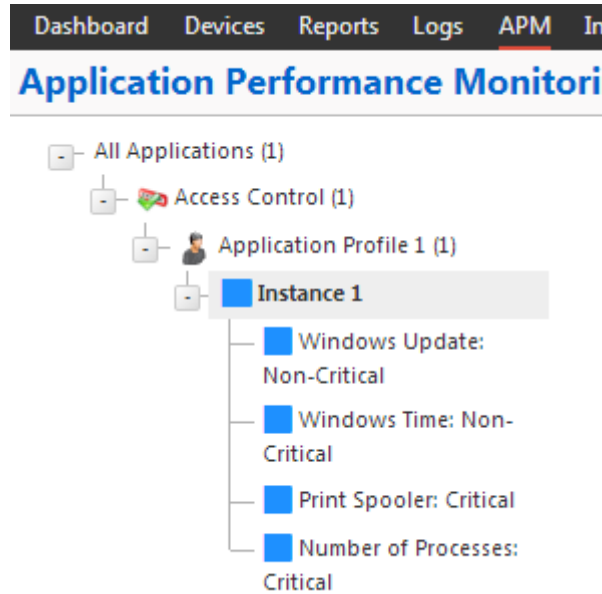 Dashboard Devices Reports Logs APM In
Application Performance Monitori
All Applications (1)
Access Control (1)
Application Profile 1 (1)
Instance 1
Windows Update:
Non-Critical
Windows Time: Non-
Critical
Print Spooler: Critical
Number of Processes:
Critical